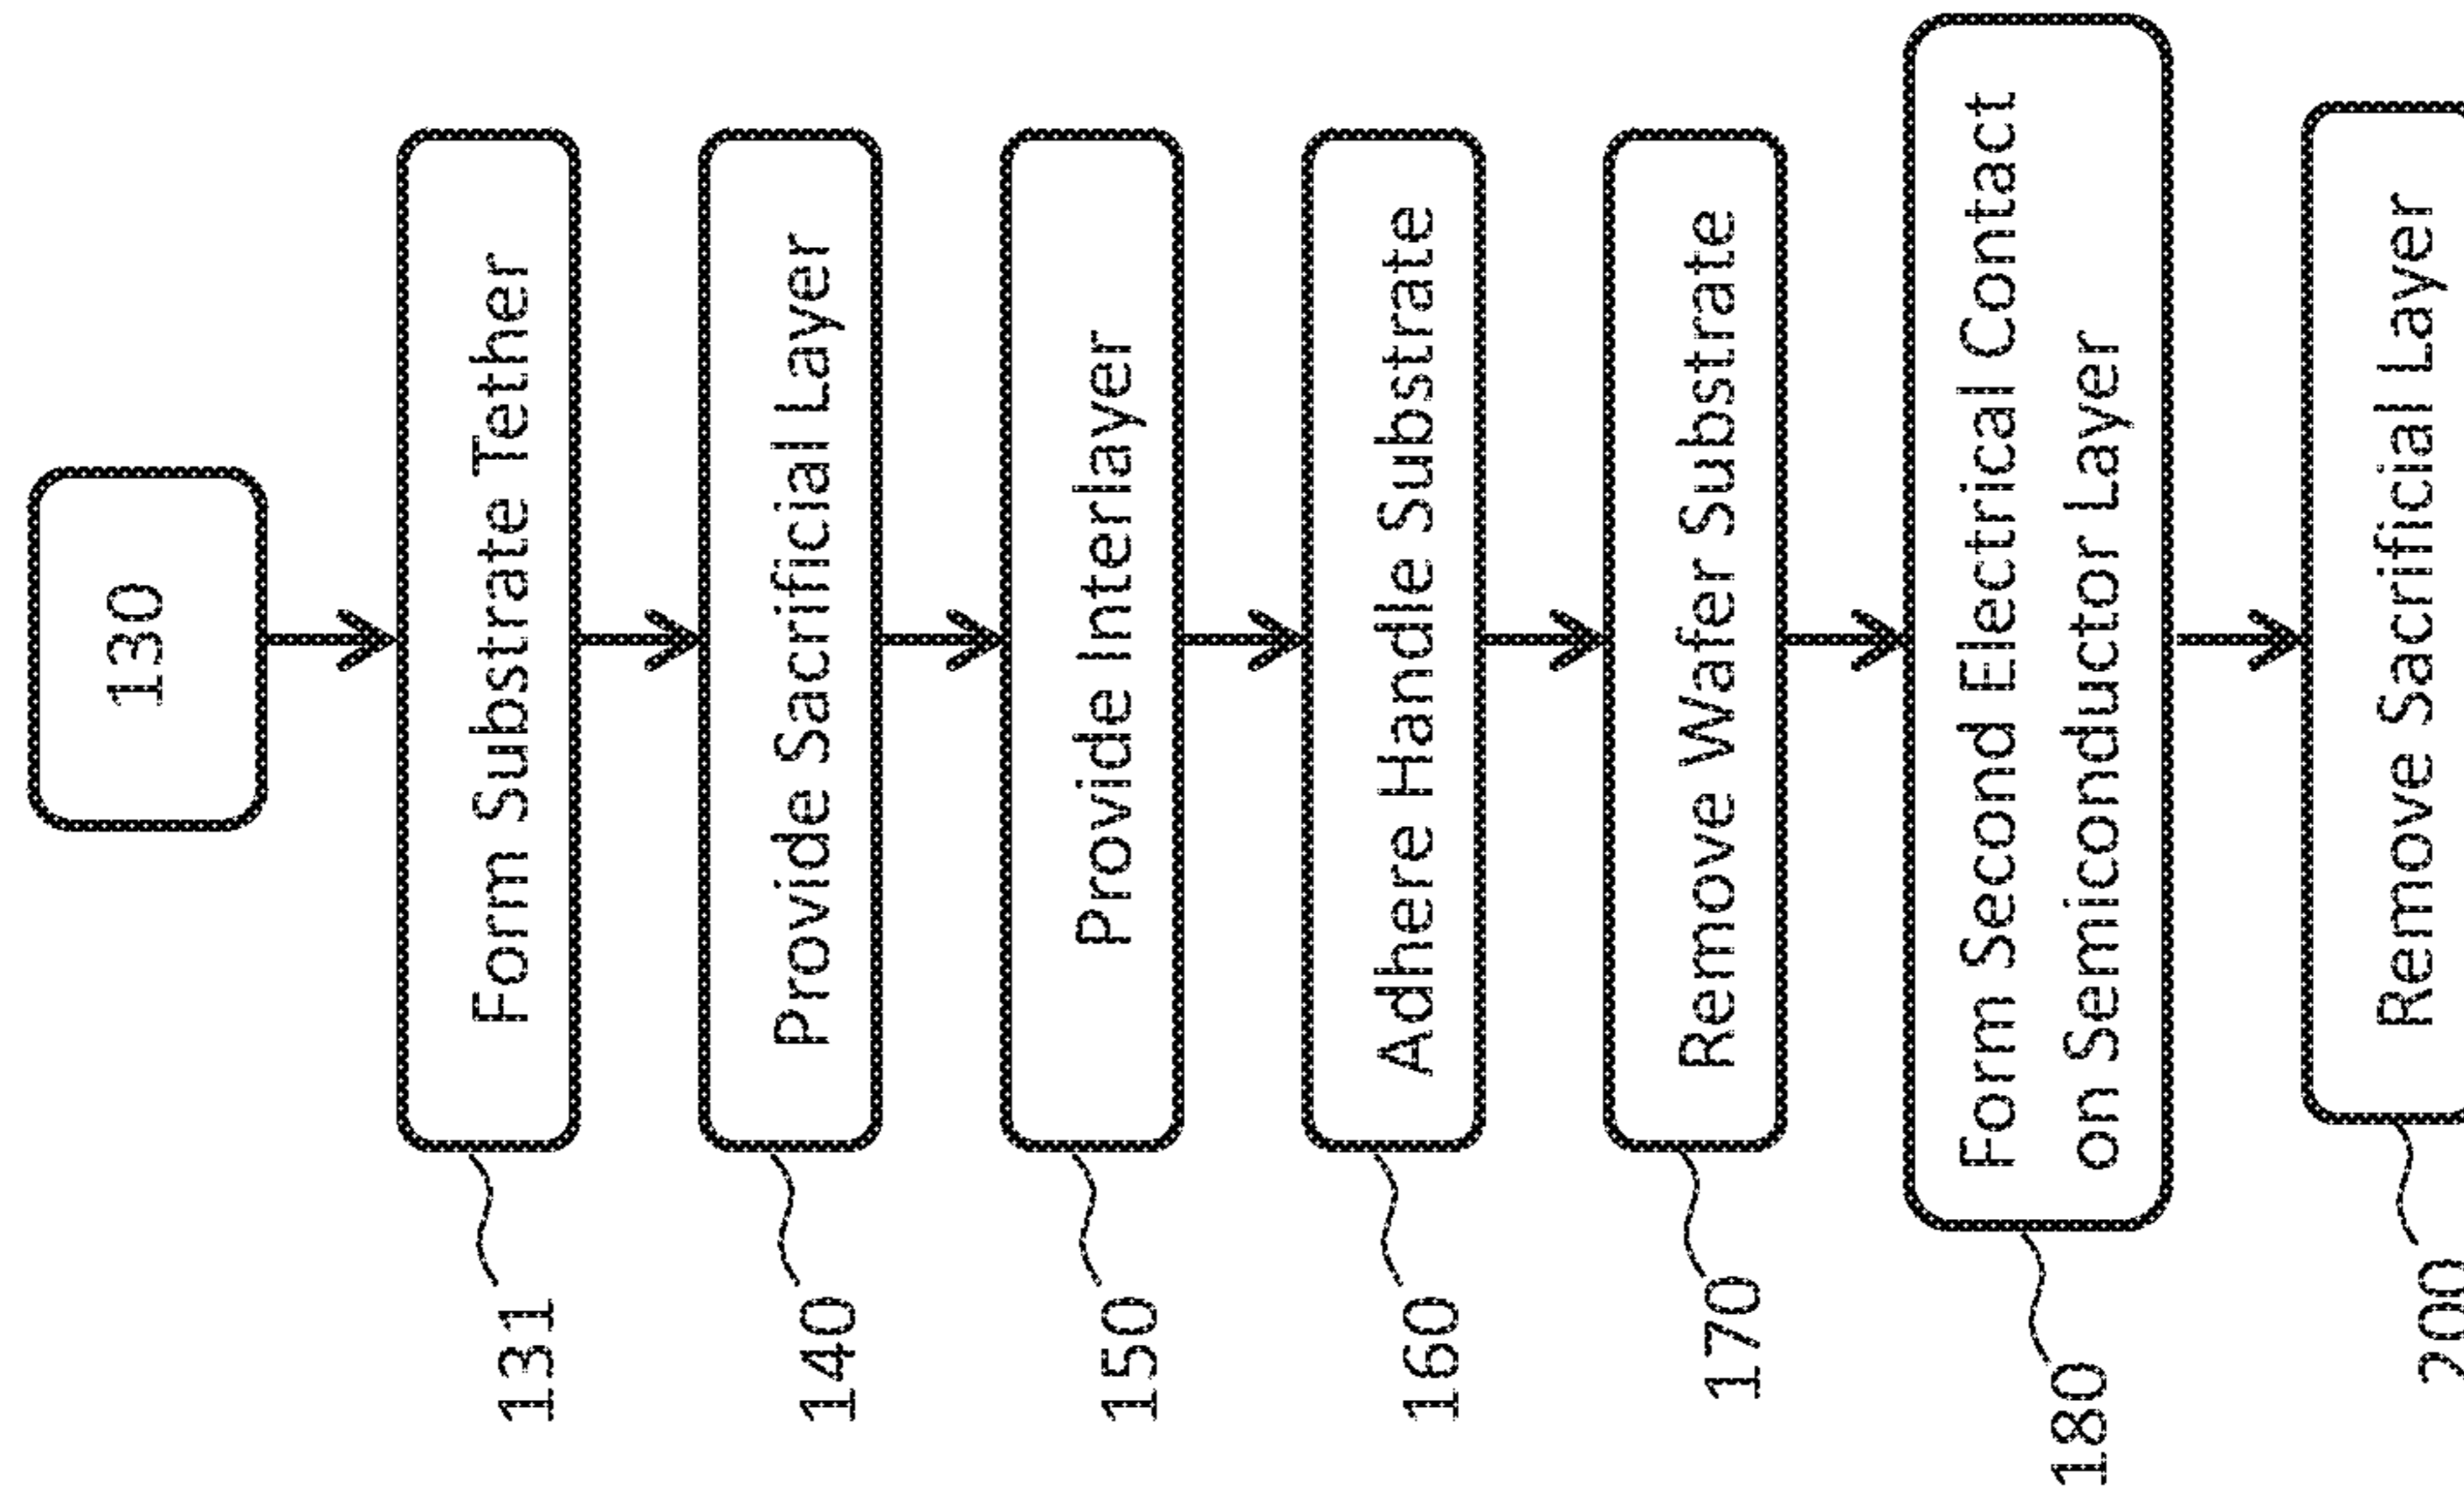 130
131
Form Substrate Tether
140
Provide Sacrificial Layer
150
Provide Interlayer
160
Adhere Handle Substrate
170
Remove Wafer Substrate
180
Form Second Electrical Contact
on Semiconductor Layer
200
Remove Sacrificial Layer